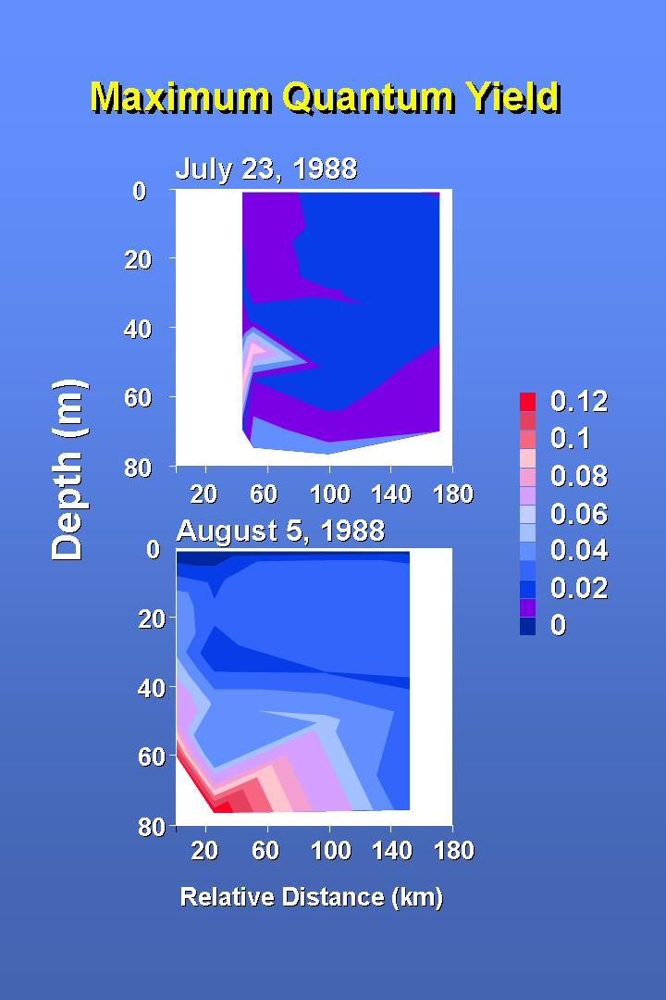 Maximum Quantum Yield
July 23, 1988
0
20
40
60
80
20 60 100 140 180
Depth (m)
0.12
0.1
0.08
0.06
0.04
0.02
0
August 5, 1988
0
20
40
60
80
20 60 100 140 180
Relative Distance (km)